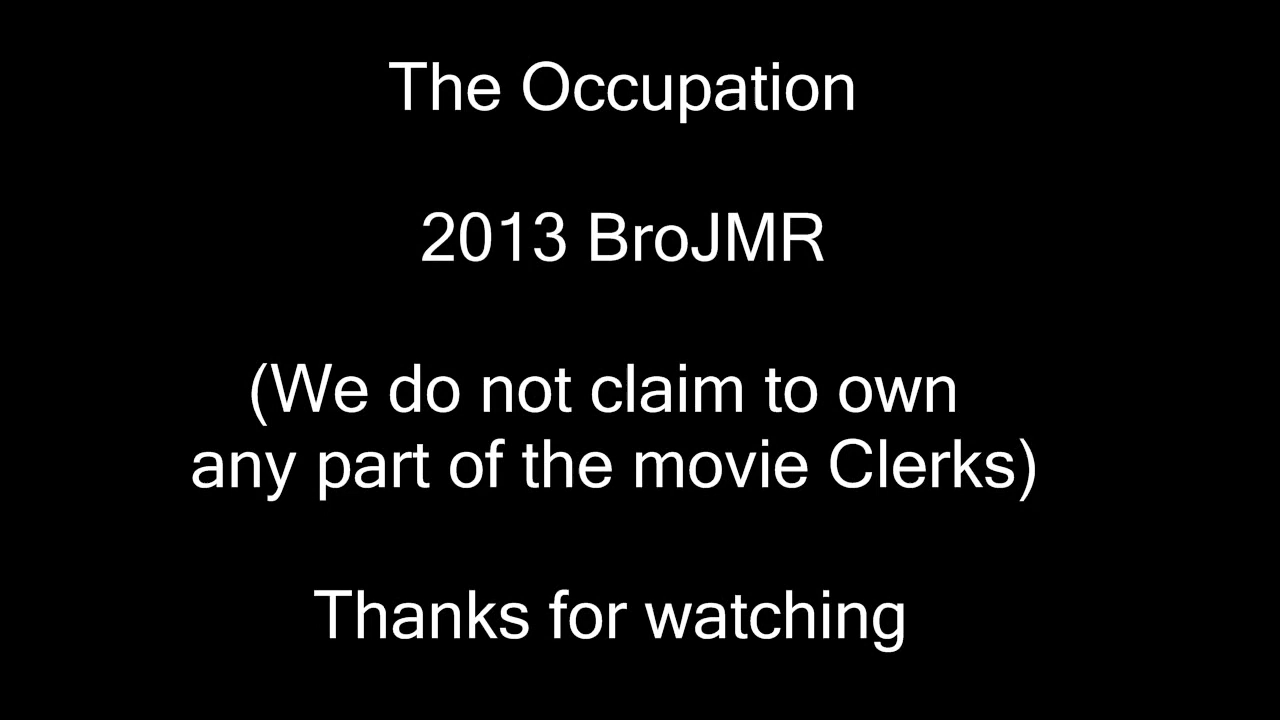 The Occupation
2013 BroJMR
(We do not claim to own
any part of the movie Clerks)
Thanks for watching